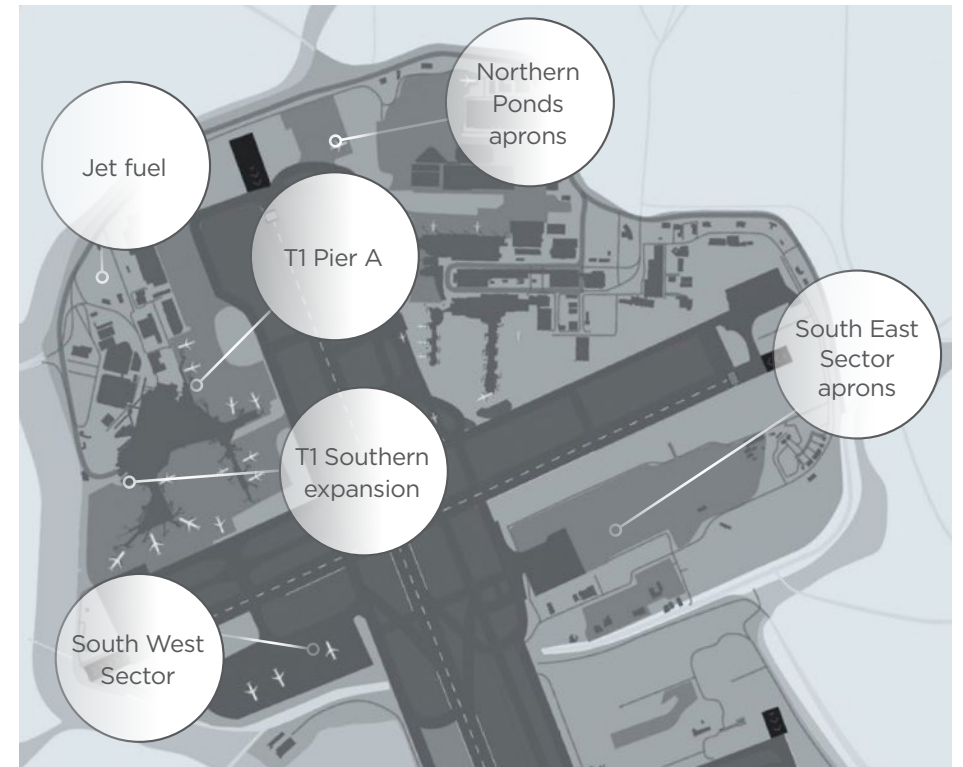 Northern
Ponds
aprons
Jet fuel
T1 Pier A
South East
Sector
aprons
T1 Southern
expansion
South West
Sector